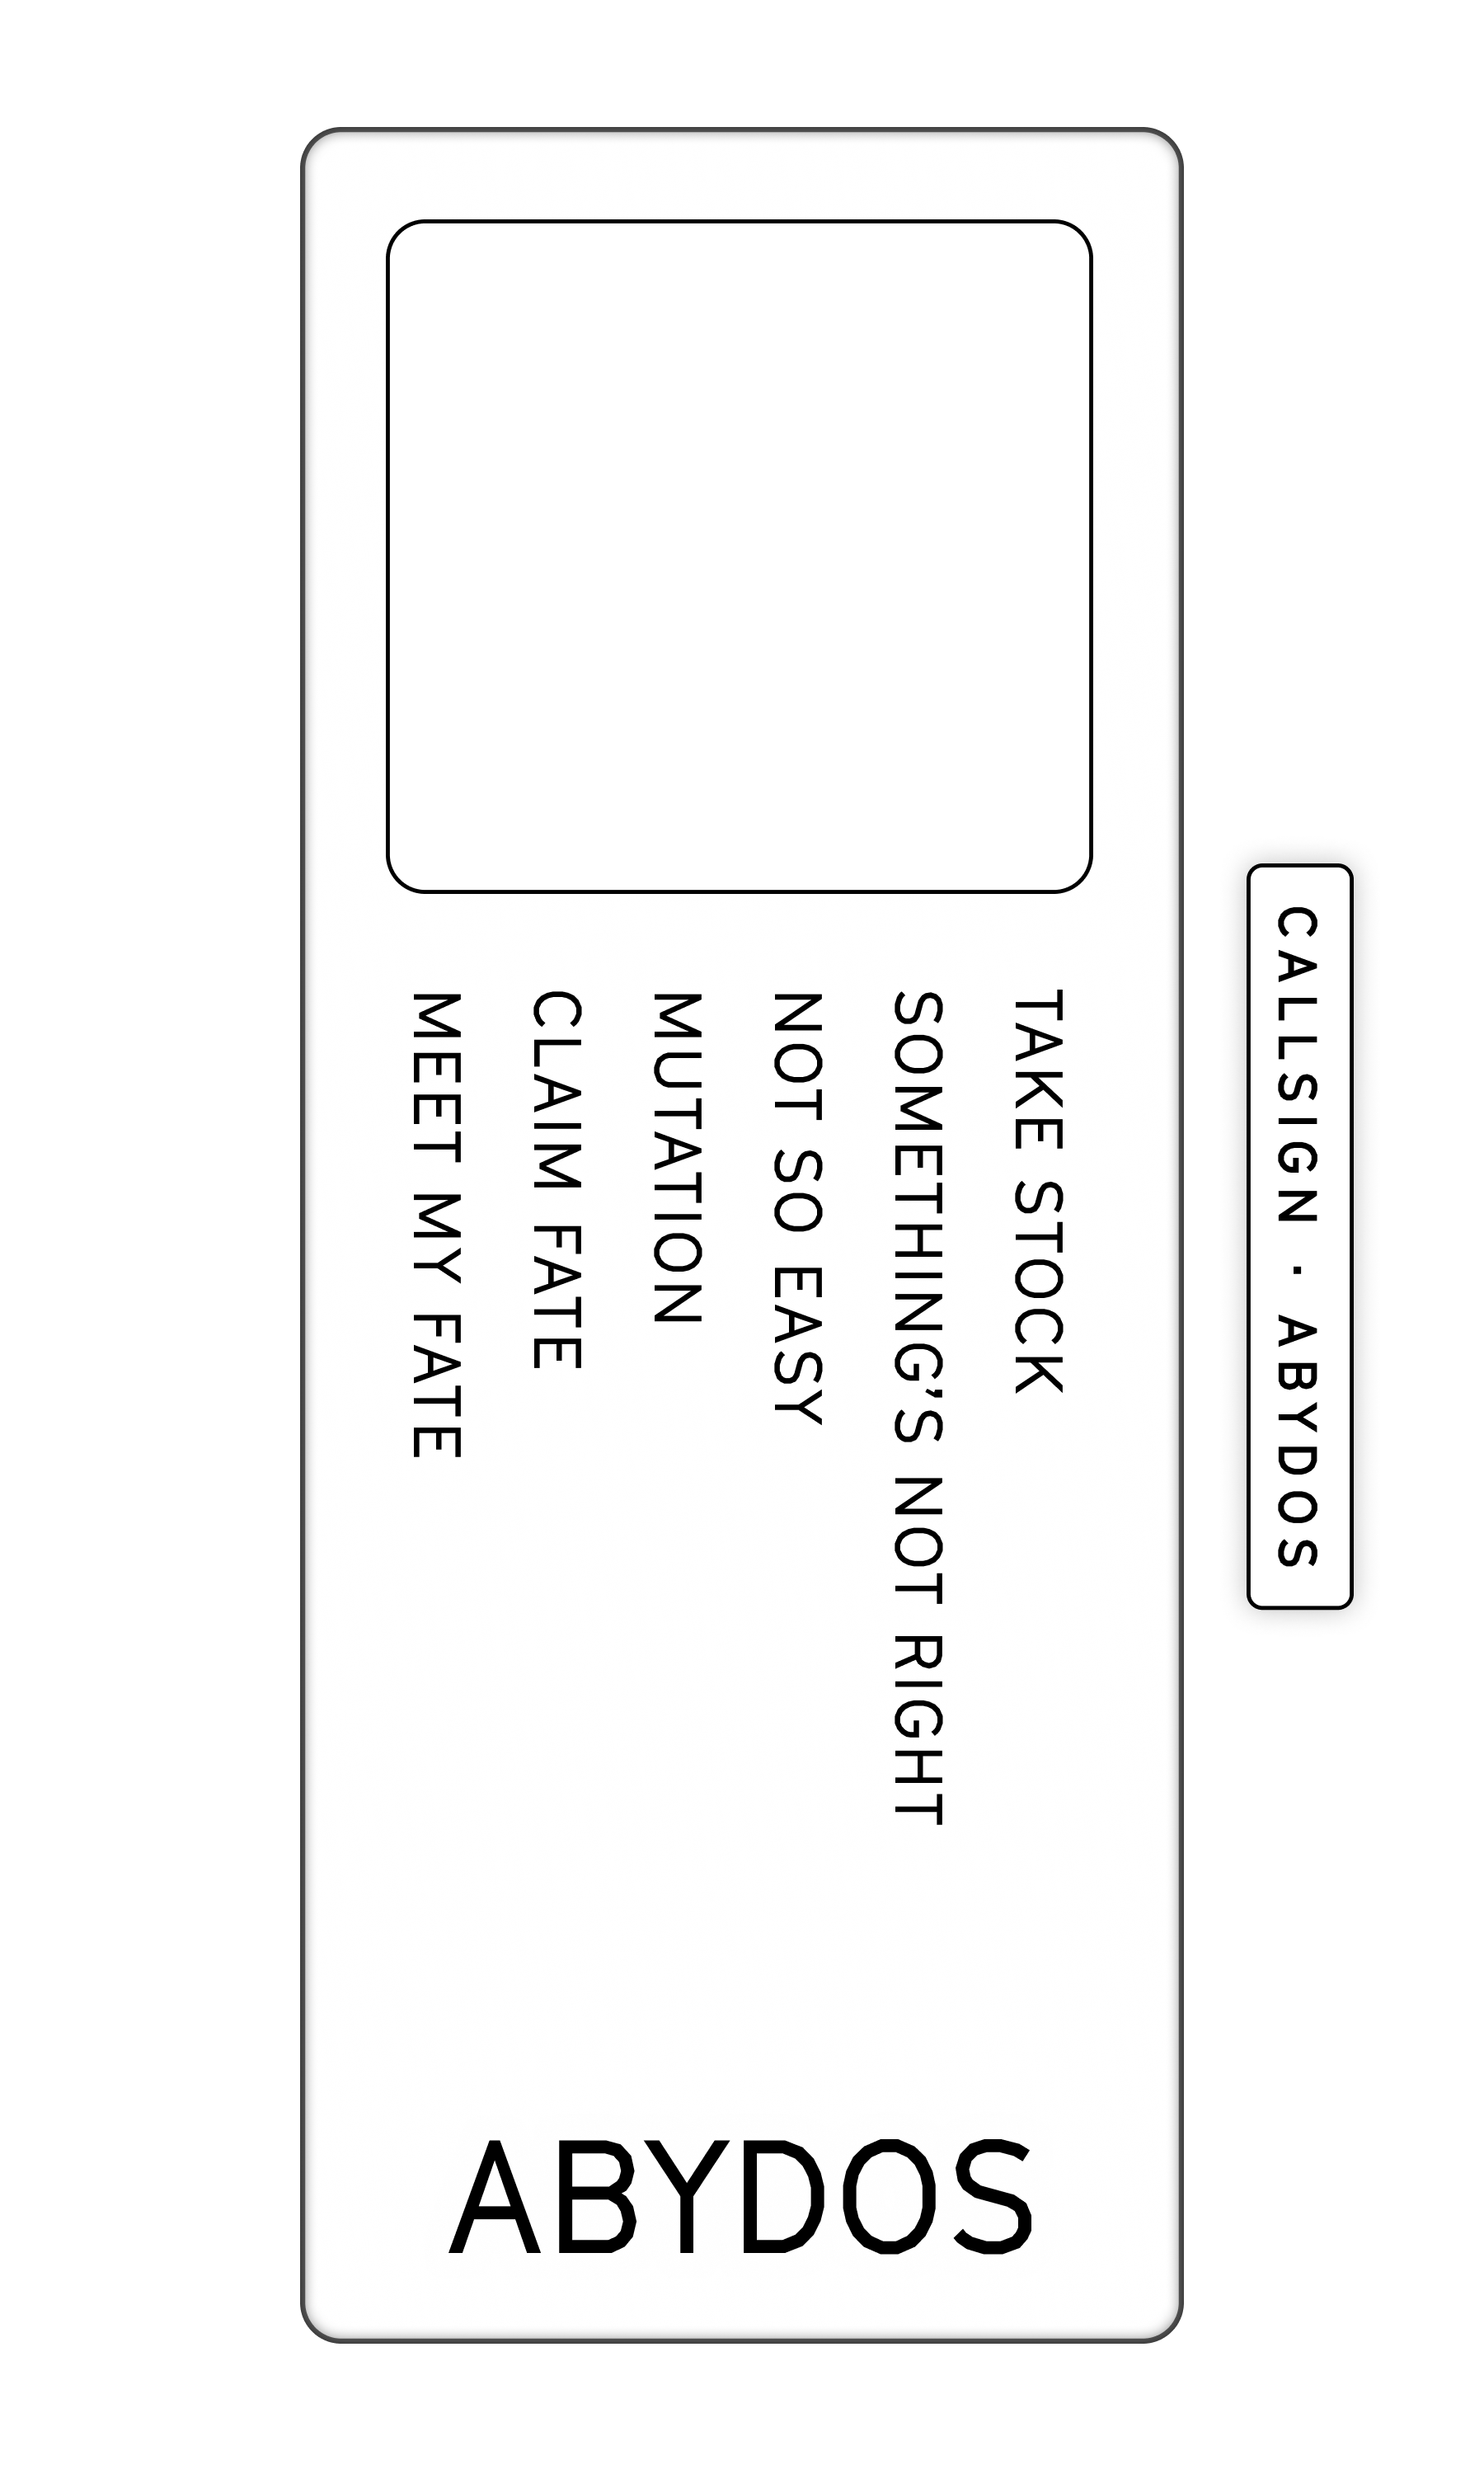 CALLSIGN · ABYDOS
TAKE STOCK
SOMETHING’S NOT RIGHT
NOT SO EASY
MUTATION
CLAIM FATE
MEET MY FATE
ABYDOS